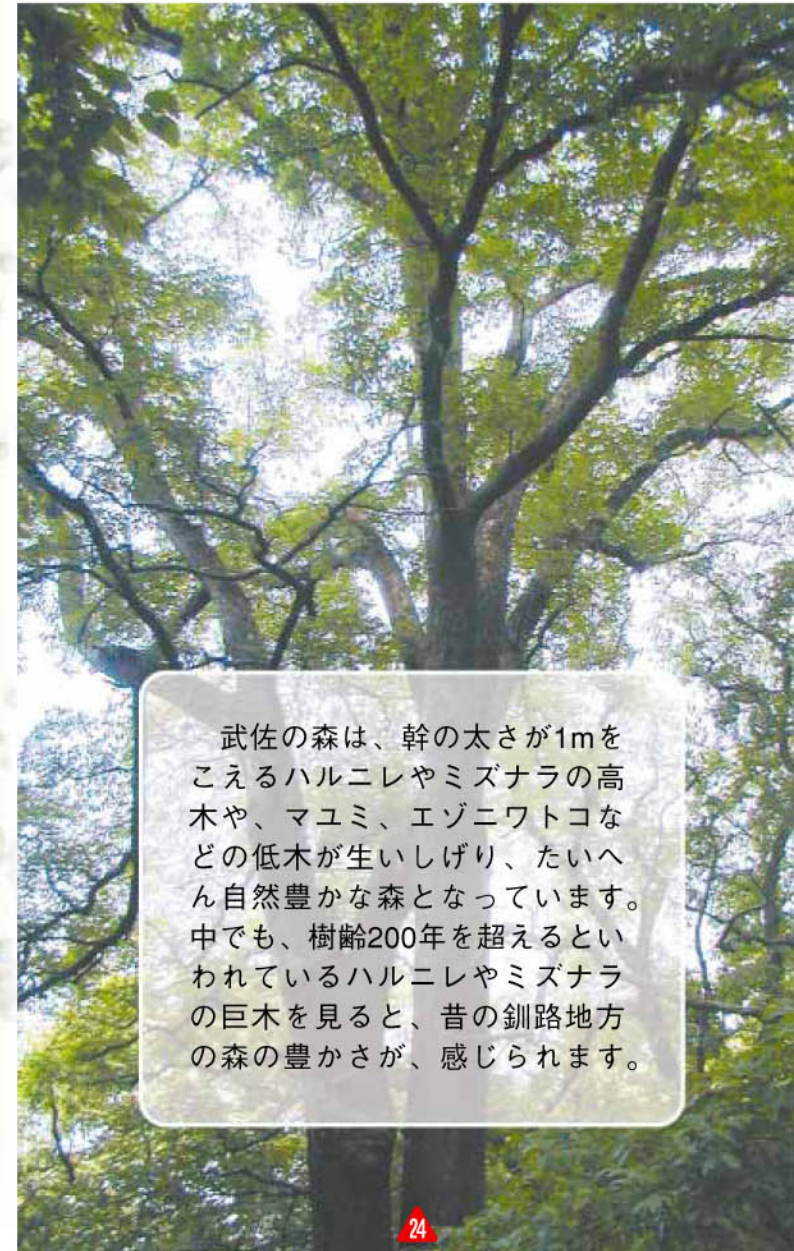 武佐の森は、幹の太さが1mを
こえるハルニレやミズナラの高
木や、マユミ、エゾニワトコな
どの低木が生いしげり、たいへ
ん自然豊かな森となっています。
中でも、樹齢200年を超えるとい
われているハルニレやミズナラ
の巨木を見ると、昔の釧路地方
の森の豊かさが、感じられます。
24